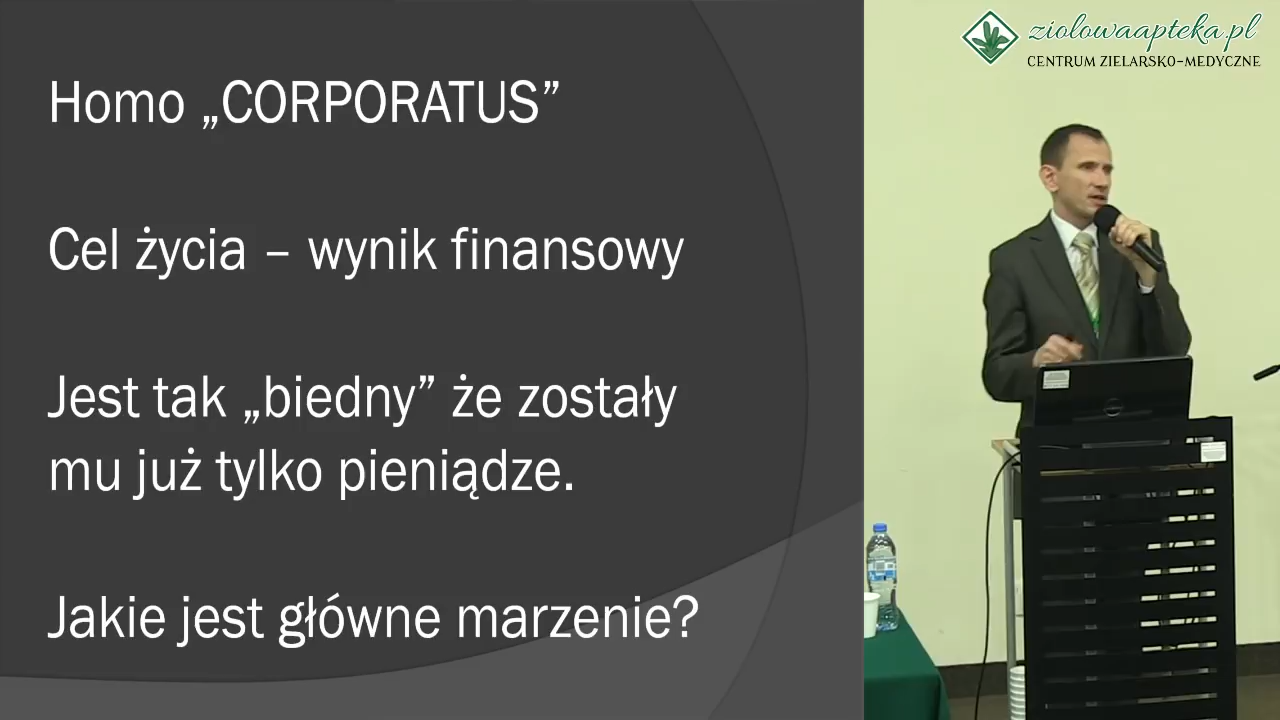 Homo „CORPORATUS”
Cel życia – wynik finansowy
Jest tak „biedny” że zostały
mu już tylko pieniądze.
Jakie jest główne marzenie?
ziolowaapteka.pl
CENTRUM ZIELARSKO-MEDYCZNE